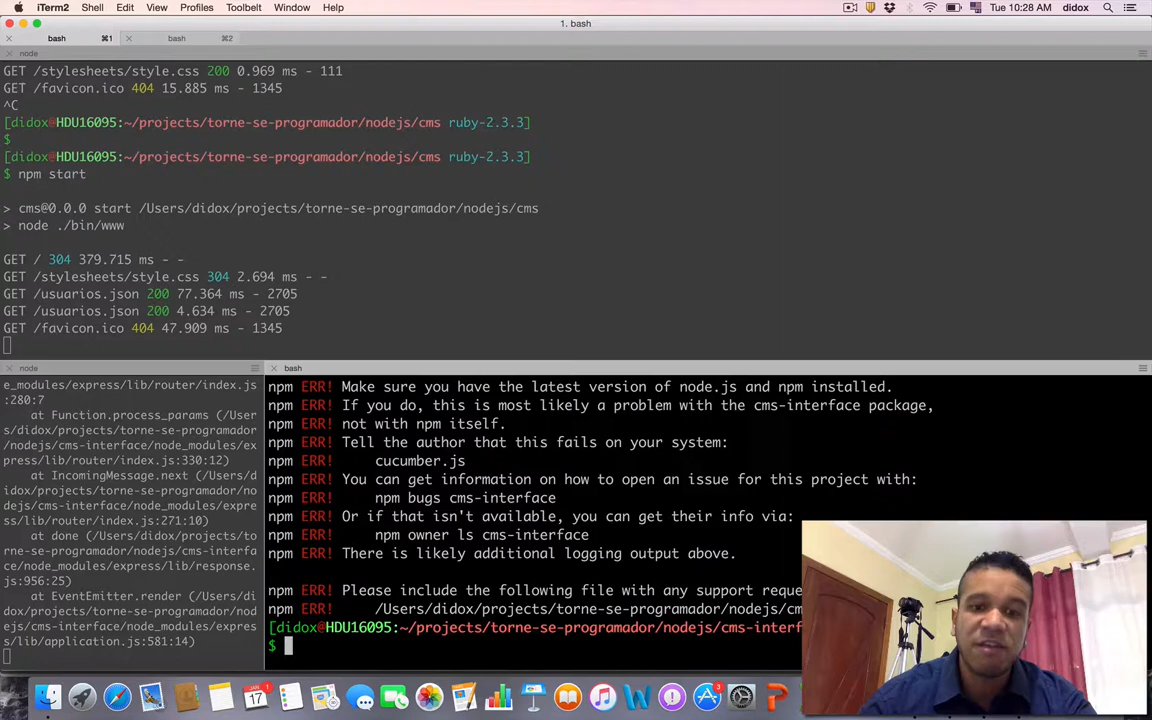 iTerm2 Shell Edit View Profiles Toolbelt Window Help
Tue 10:28 AM didox
1. bash
bash ⌘1 bash ⌘2
node
GET /stylesheets/style.css 200 0.969 ms - 111
GET /favicon.ico 404 15.885 ms - 1345
^C
[didox@HDU16095:~/projects/torne-se-programador/nodejs/cms ruby-2.3.3]
$
[didox@HDU16095:~/projects/torne-se-programador/nodejs/cms ruby-2.3.3]
$ npm start
> cms@0.0.0 start /Users/didox/projects/torne-se-programador/nodejs/cms
> node ./bin/www
GET / 304 379.715 ms - -
GET /stylesheets/style.css 304 2.694 ms - -
GET /usuarios.json 200 77.364 ms - 2705
GET /usuarios.json 200 4.634 ms - 2705
GET /favicon.ico 404 47.909 ms - 1345
node
e_modules/express/lib/router/index.js
:280:7
at Function.process_params (/User
s/didox/projects/torne-se-programador
/nodejs/cms-interface/node_modules/ex
press/lib/router/index.js:330:12)
at IncomingMessage.next (/Users/d
idox/projects/torne-se-programador/no
dejs/cms-interface/node_modules/expre
ss/lib/router/index.js:271:10)
at done (/Users/didox/projects/to
rne-se-programador/nodejs/cms-interfa
ce/node_modules/express/lib/response.
js:956:25)
at EventEmitter.render (/Users/di
dox/projects/torne-se-programador/nod
ejs/cms-interface/node_modules/expres
s/lib/application.js:581:14)
bash
npm ERR! Make sure you have the latest version of node.js and npm installed.
npm ERR! If you do, this is most likely a problem with the cms-interface package,
npm ERR! not with npm itself.
npm ERR! Tell the author that this fails on your system:
npm ERR! cucumber.js
npm ERR! You can get information on how to open an issue for this project with:
npm ERR! npm bugs cms-interface
npm ERR! Or if that isn't available, you can get their info via:
npm ERR! npm owner ls cms-interface
npm ERR! There is likely additional logging output above.
npm ERR! Please include the following file with any support reque
npm ERR! /Users/didox/projects/torne-se-programador/nodejs/cm
[didox@HDU16095:~/projects/torne-se-programador/nodejs/cms-interf
$
JAN
17
1
3